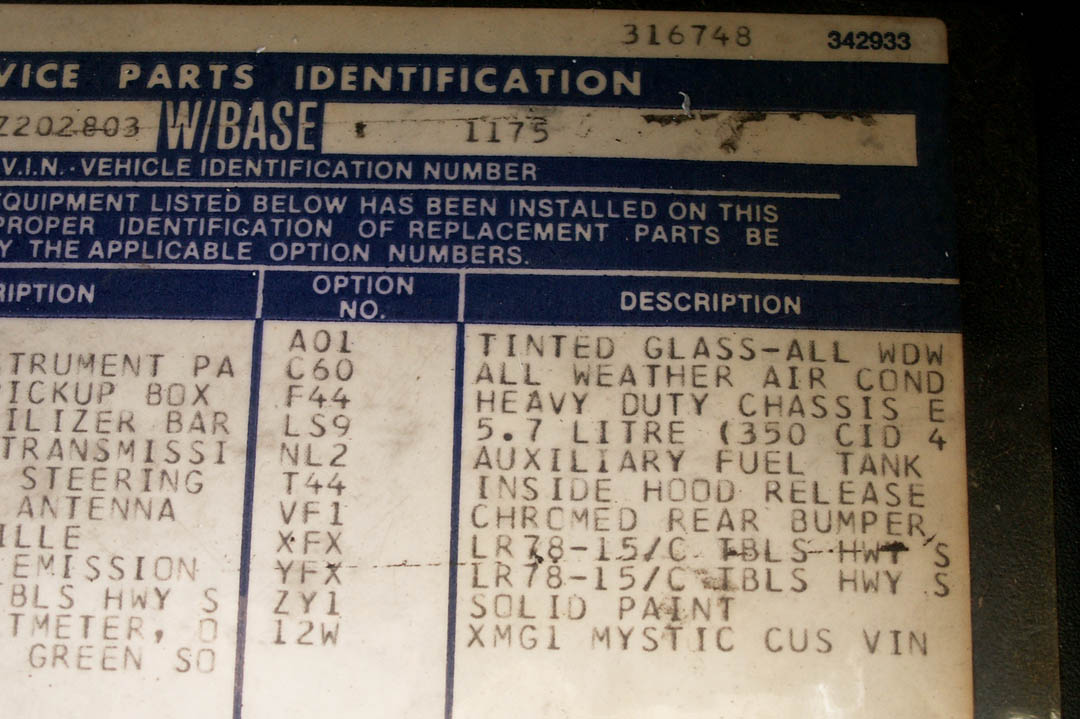 316748 342933
VICE PARTS IDENTIFICATION
Z202803 W/BASE 1175
V.I.N.-VEHICLE IDENTIFICATION NUMBER
QUIPMENT LISTED BELOW HAS BEEN INSTALLED ON THIS
PROPER IDENTIFICATION OF REPLACEMENT PARTS BE
Y THE APPLICABLE OPTION NUMBERS.
RIPTION OPTION NO. DESCRIPTION
A01 TINTED GLASS-ALL WDW
TRUMENT PA C60 ALL WEATHER AIR COND
PICKUP BOX F44 HEAVY DUTY CHASSIS E
ILIZER BAR LS9 5.7 LITRE (350 CID 4
TRANSMISSI NL2 AUXILIARY FUEL TANK
STEERING T44 INSIDE HOOD RELEASE
ANTENNA VF1 CHROMED REAR BUMPER,
ILLE XFX LR78-15/C TBLS HWY S
EMISSION YFX LR78-15/C TBLS HWY S
BLS HWY S ZY1 SOLID PAINT
TMETER, O 12W XMG1 MYSTIC CUS VIN
GREEN SO